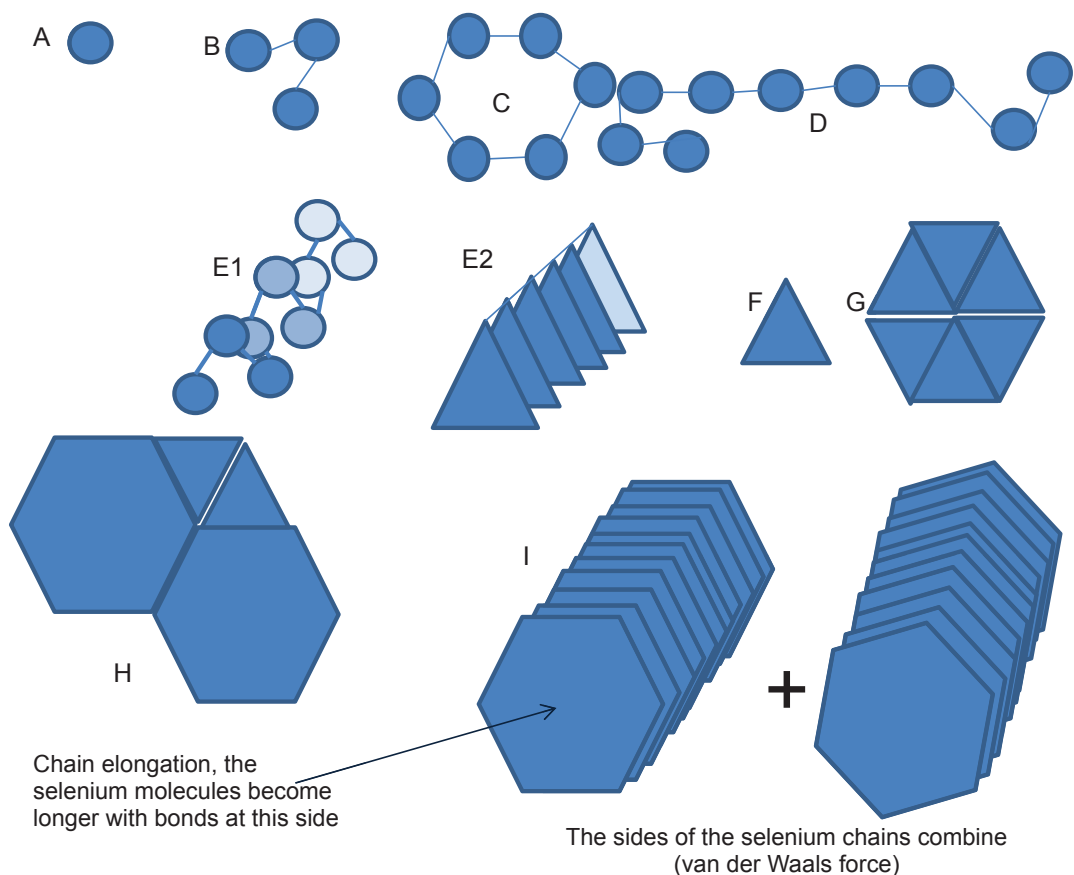 A
B
C
D
E1
E2
F
G
H
I
+
Chain elongation, the
selenium molecules become
longer with bonds at this side
The sides of the selenium chains combine
(van der Waals force)